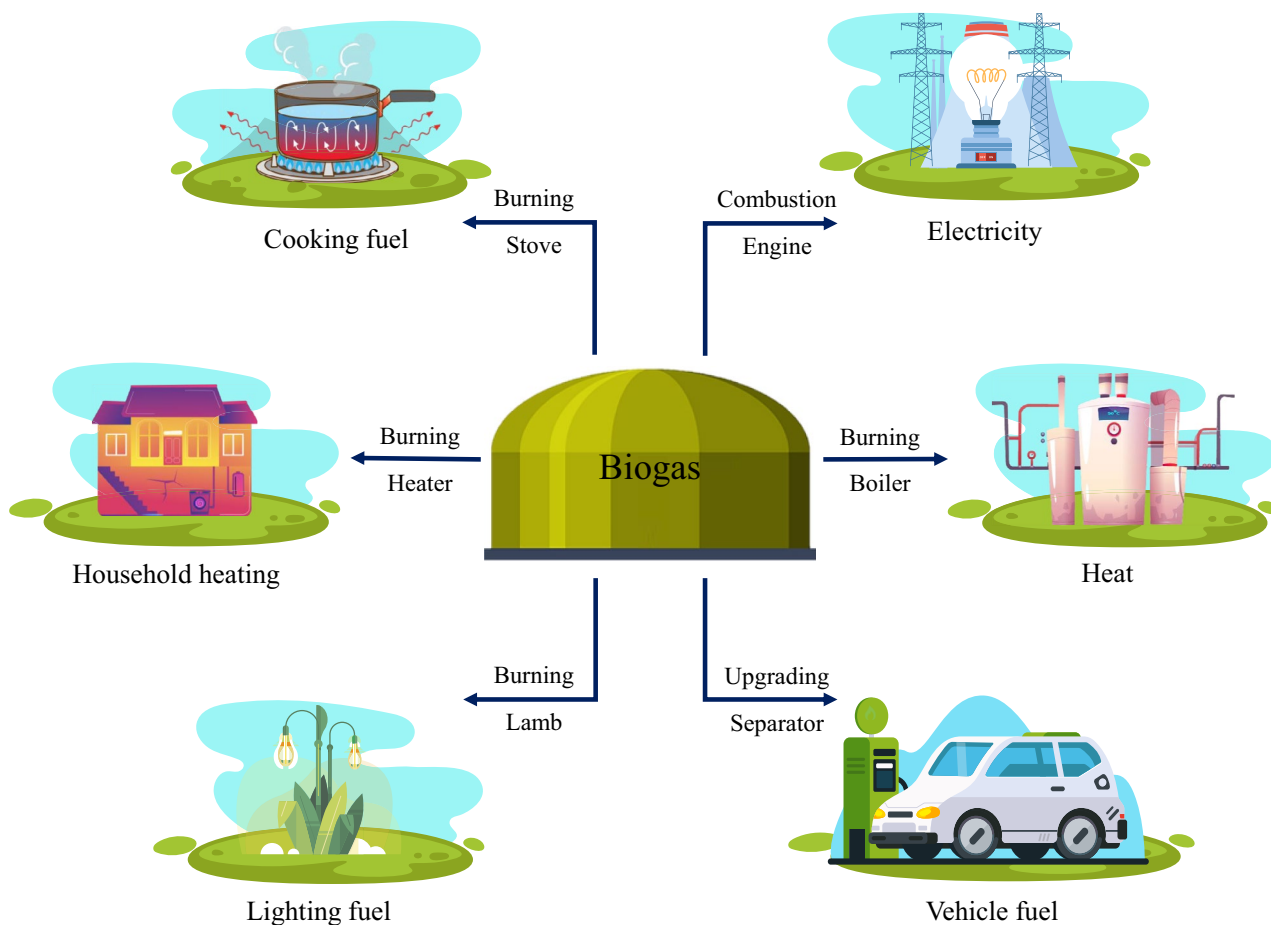 Burning
Stove
Cooking fuel
Combustion
Engine
Electricity
Burning
Heater
Household heating
Biogas
Burning
Boiler
Heat
Burning
Lamb
Lighting fuel
Upgrading
Separator
Vehicle fuel